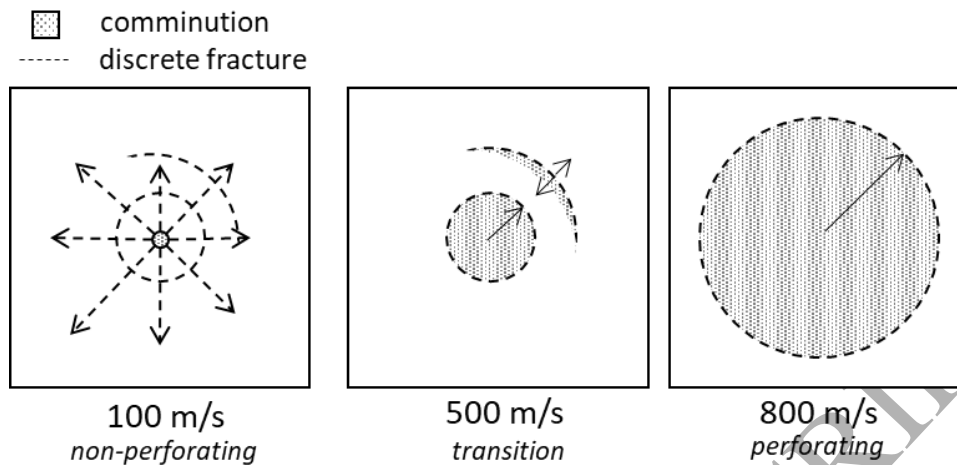 comminution
discrete fracture
100 m/s
non-perforating
500 m/s
transition
800 m/s
perforating